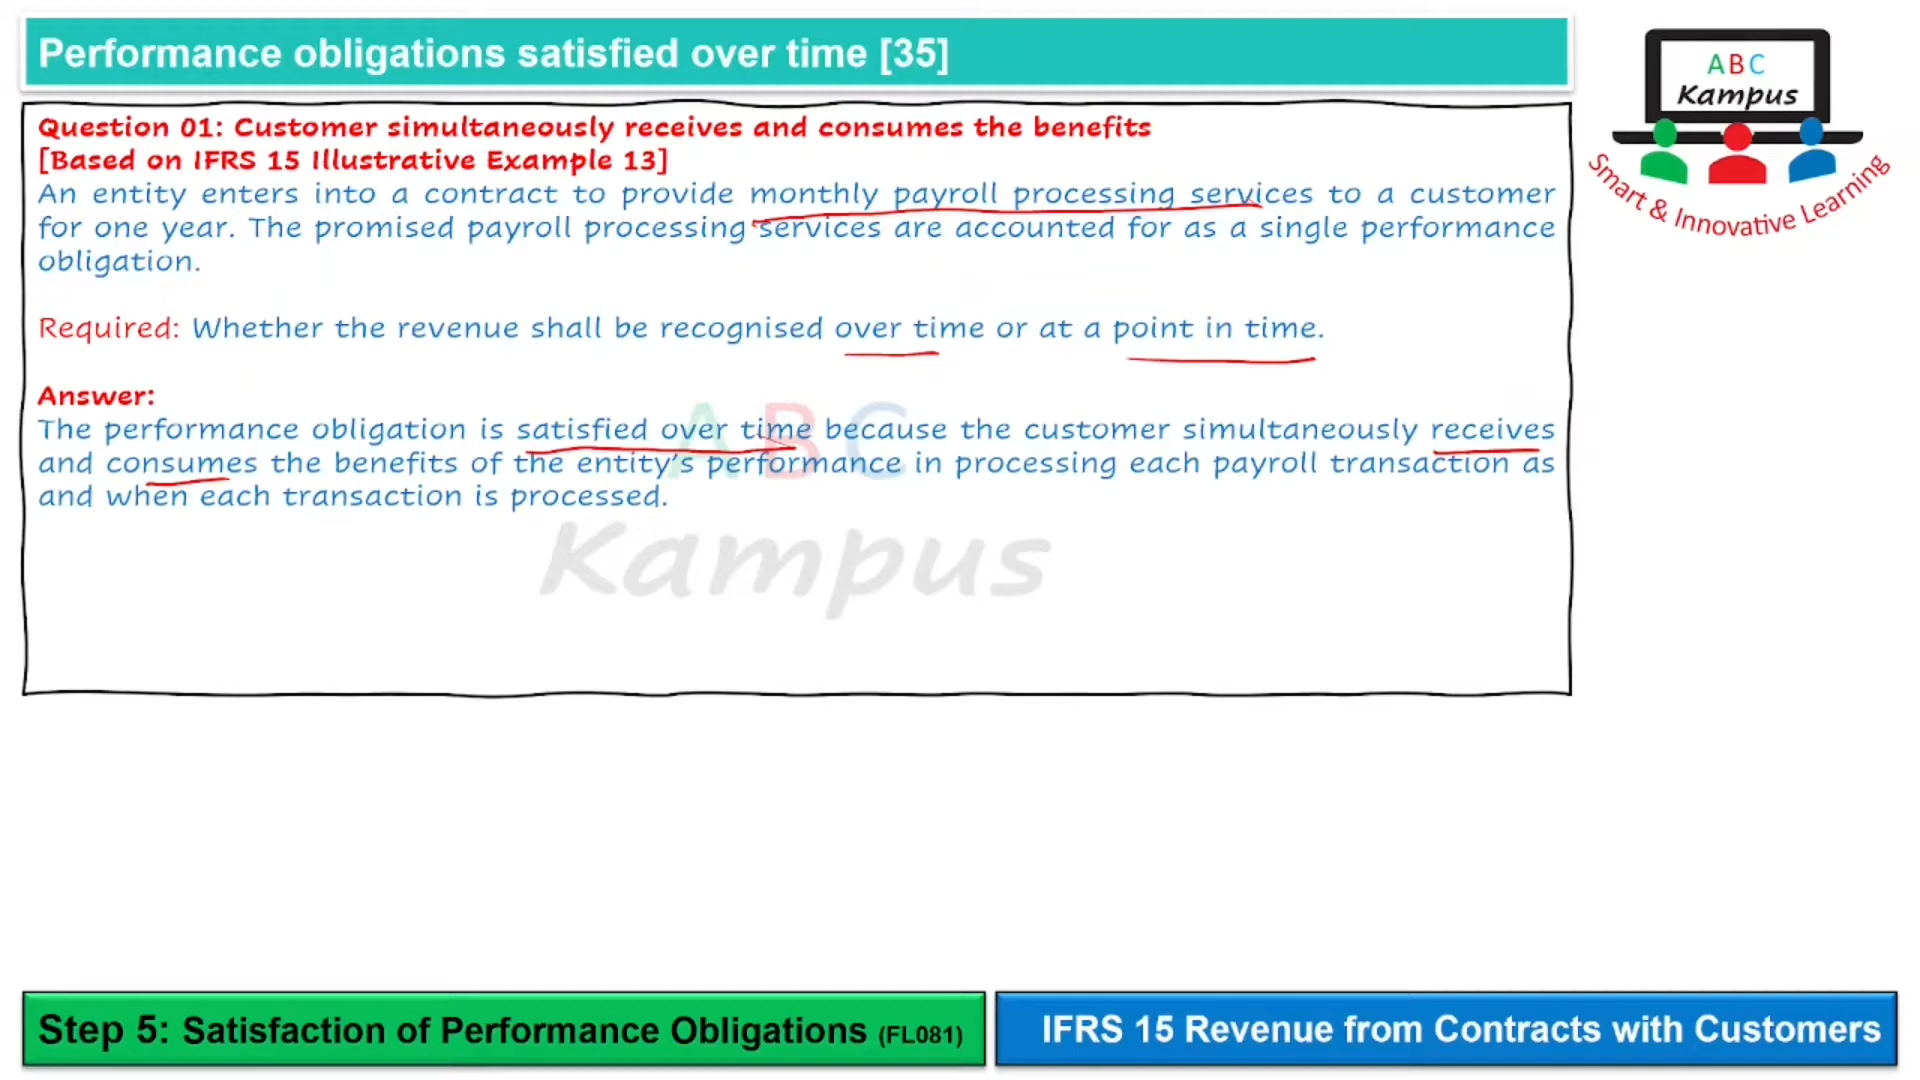 Performance obligations satisfied over time [35]
Question 01: Customer simultaneously receives and consumes the benefits
[Based on IFRS 15 Illustrative Example 13]
An entity enters into a contract to provide monthly payroll processing services to a customer
for one year. The promised payroll processing services are accounted for as a single performance
obligation.
Required: Whether the revenue shall be recognised over time or at a point in time.
Answer:
The performance obligation is satisfied over time because the customer simultaneously receives
and consumes the benefits of the entity's performance in processing each payroll transaction as
and when each transaction is processed.
ABC
Kampus
ABC
Kampus
Smart & Innovative Learning
Step 5: Satisfaction of Performance Obligations (FL081)
IFRS 15 Revenue from Contracts with Customers